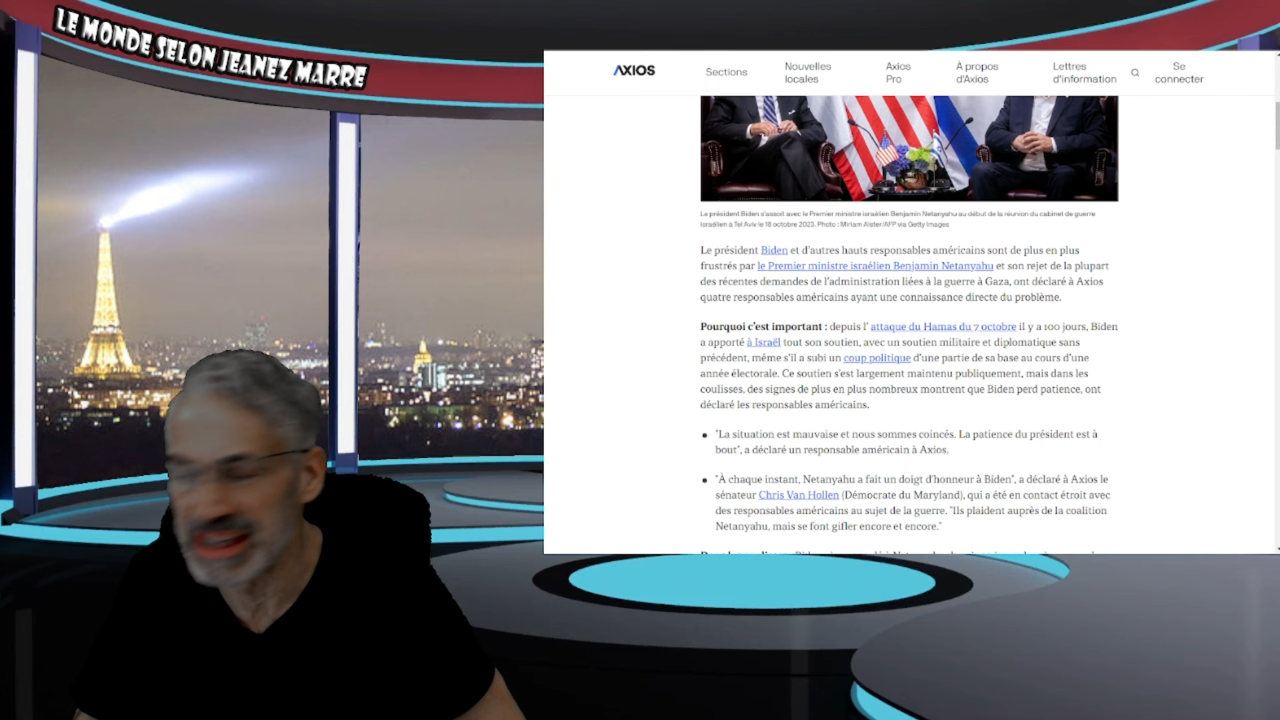 LE MONDE SELON JEANEZ MARRE
AXIOS
Sections
Nouvelles
locales
Axios
Pro
À propos
d'Axios
Lettres
d'information
Se
connecter
Le président Biden s'assoit avec le Premier ministre israélien Benjamin Netanyahu au début de la réunion du cabinet de guerre
israélien à Tel Aviv le 18 octobre 2023. Photo : Miriam Alster/AFP via Getty Images
Le président Biden et d'autres hauts responsables américains sont de plus en plus
frustrés par le Premier ministre israélien Benjamin Netanyahu et son rejet de la plupart
des récentes demandes de l'administration liées à la guerre à Gaza, ont déclaré à Axios
quatre responsables américains ayant une connaissance directe du problème.
Pourquoi c'est important : depuis l' attaque du Hamas du 7 octobre il y a 100 jours, Biden
a apporté à Israël tout son soutien, avec un soutien militaire et diplomatique sans
précédent, même s'il a subi un coup politique d'une partie de sa base au cours d'une
année électorale. Ce soutien s'est largement maintenu publiquement, mais dans les
coulisses, des signes de plus en plus nombreux montrent que Biden perd patience, ont
déclaré les responsables américains.
• "La situation est mauvaise et nous sommes coincés. La patience du président est à
bout", a déclaré un responsable américain à Axios.
• "À chaque instant, Netanyahu a fait un doigt d'honneur à Biden", a déclaré à Axios le
sénateur Chris Van Hollen (Démocrate du Maryland), qui a été en contact étroit avec
des responsables américains au sujet de la guerre. "Ils plaident auprès de la coalition
Netanyahu, mais se font gifler encore et encore."